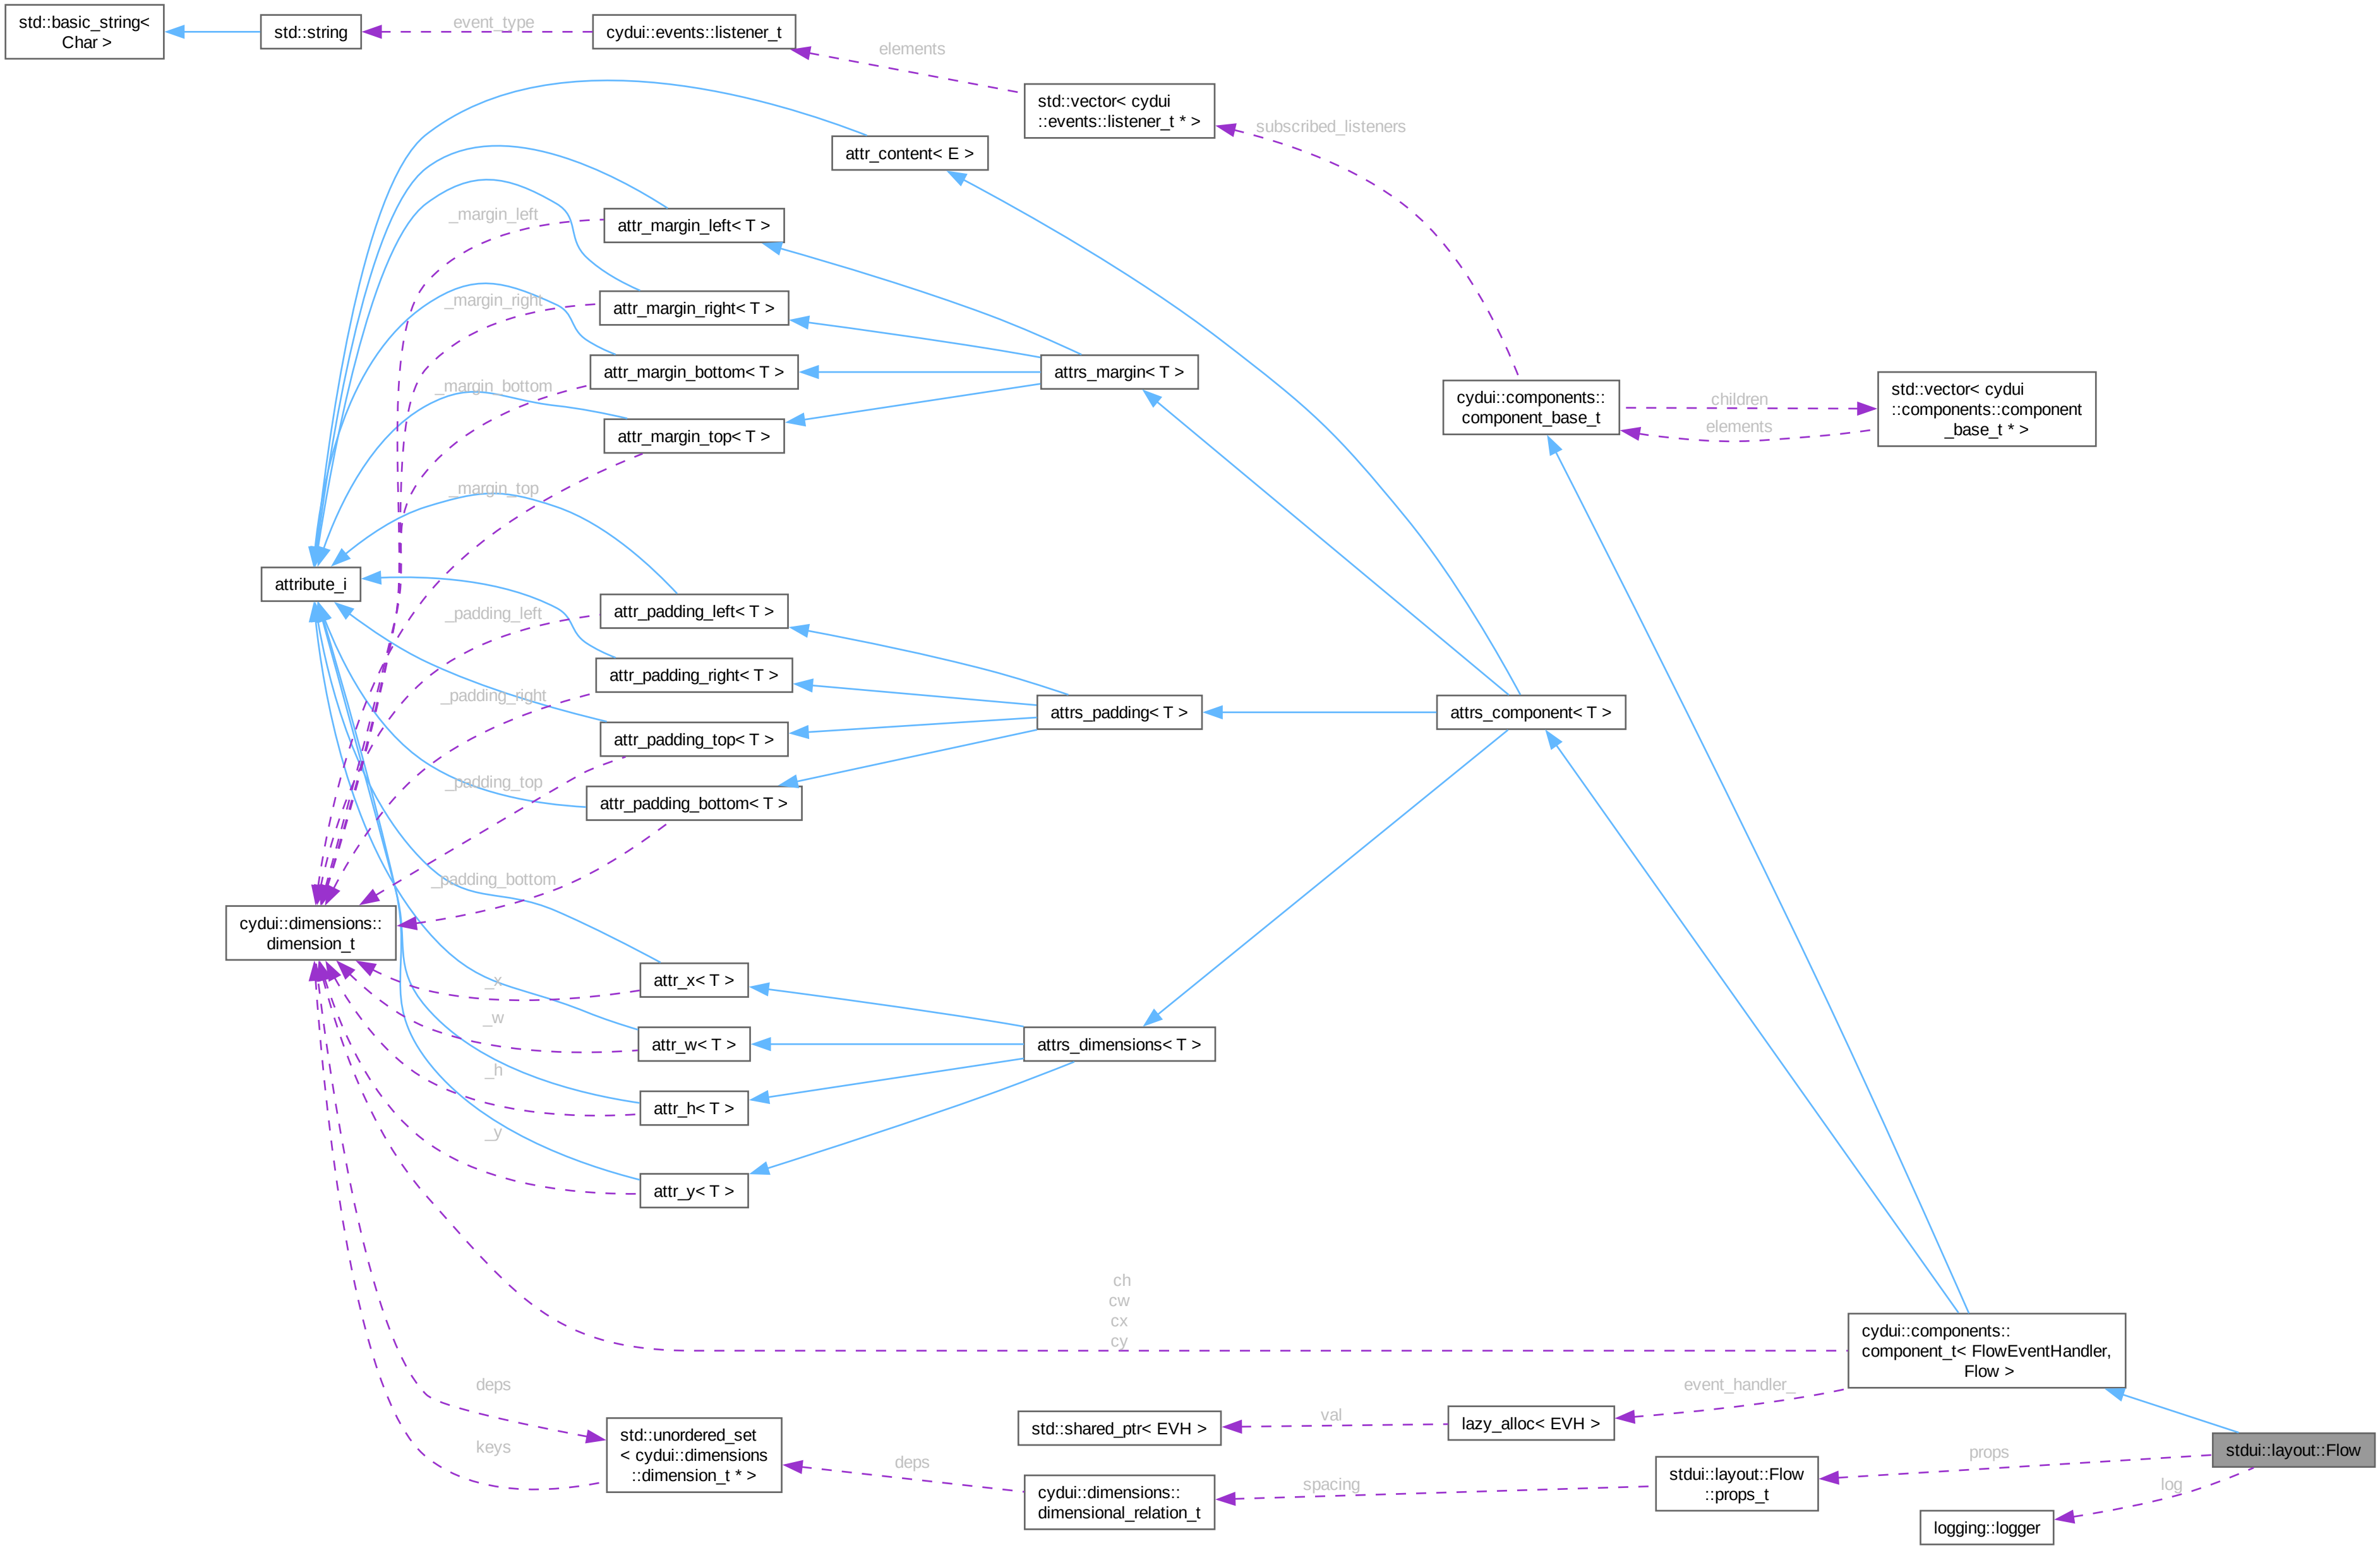 std::basic_string<
Char >
std::string
event_type
cydui::events::listener_t
elements
std::vector< cydui
::events::listener_t * >
subscribed_listeners
attr_content< E >
_margin_left
attr_margin_left< T >
_margin_right
attr_margin_right< T >
_margin_bottom
attr_margin_bottom< T >
attrs_margin< T >
attr_margin_top< T >
_margin_top
cydui::components::
component_base_t
children
elements
std::vector< cydui
::components::component
_base_t * >
attribute_i
_padding_left
attr_padding_left< T >
attr_padding_right< T >
_padding_right
attr_padding_top< T >
attrs_padding< T >
attrs_component< T >
_padding_top
attr_padding_bottom< T >
_padding_bottom
cydui::dimensions::
dimension_t
_x
attr_x< T >
_w
attr_w< T >
attrs_dimensions< T >
_h
attr_h< T >
_y
attr_y< T >
ch
cw
cx
cy
cydui::components::
component_t< FlowEventHandler,
Flow >
deps
keys
std::unordered_set
< cydui::dimensions
::dimension_t * >
std::shared_ptr< EVH >
val
lazy_alloc< EVH >
event_handler_
deps
cydui::dimensions::
dimensional_relation_t
spacing
stdui::layout::Flow
::props_t
props
stdui::layout::Flow
log
logging::logger